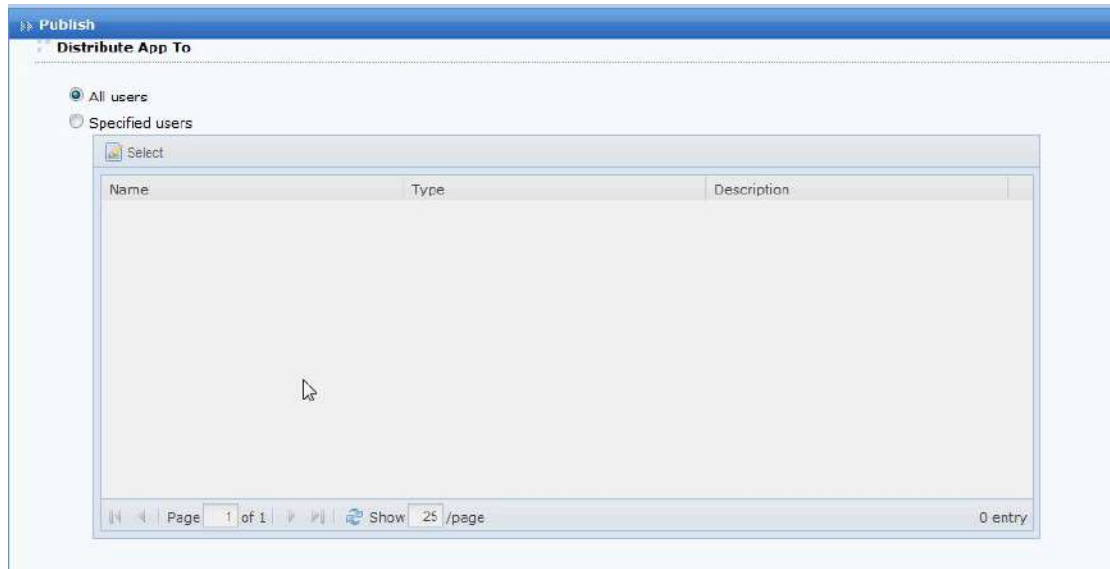 Publish
Distribute App To
All users
Specified users
Select
Name Type Description
Page 1 of 1 Show 25 /page 0 entry